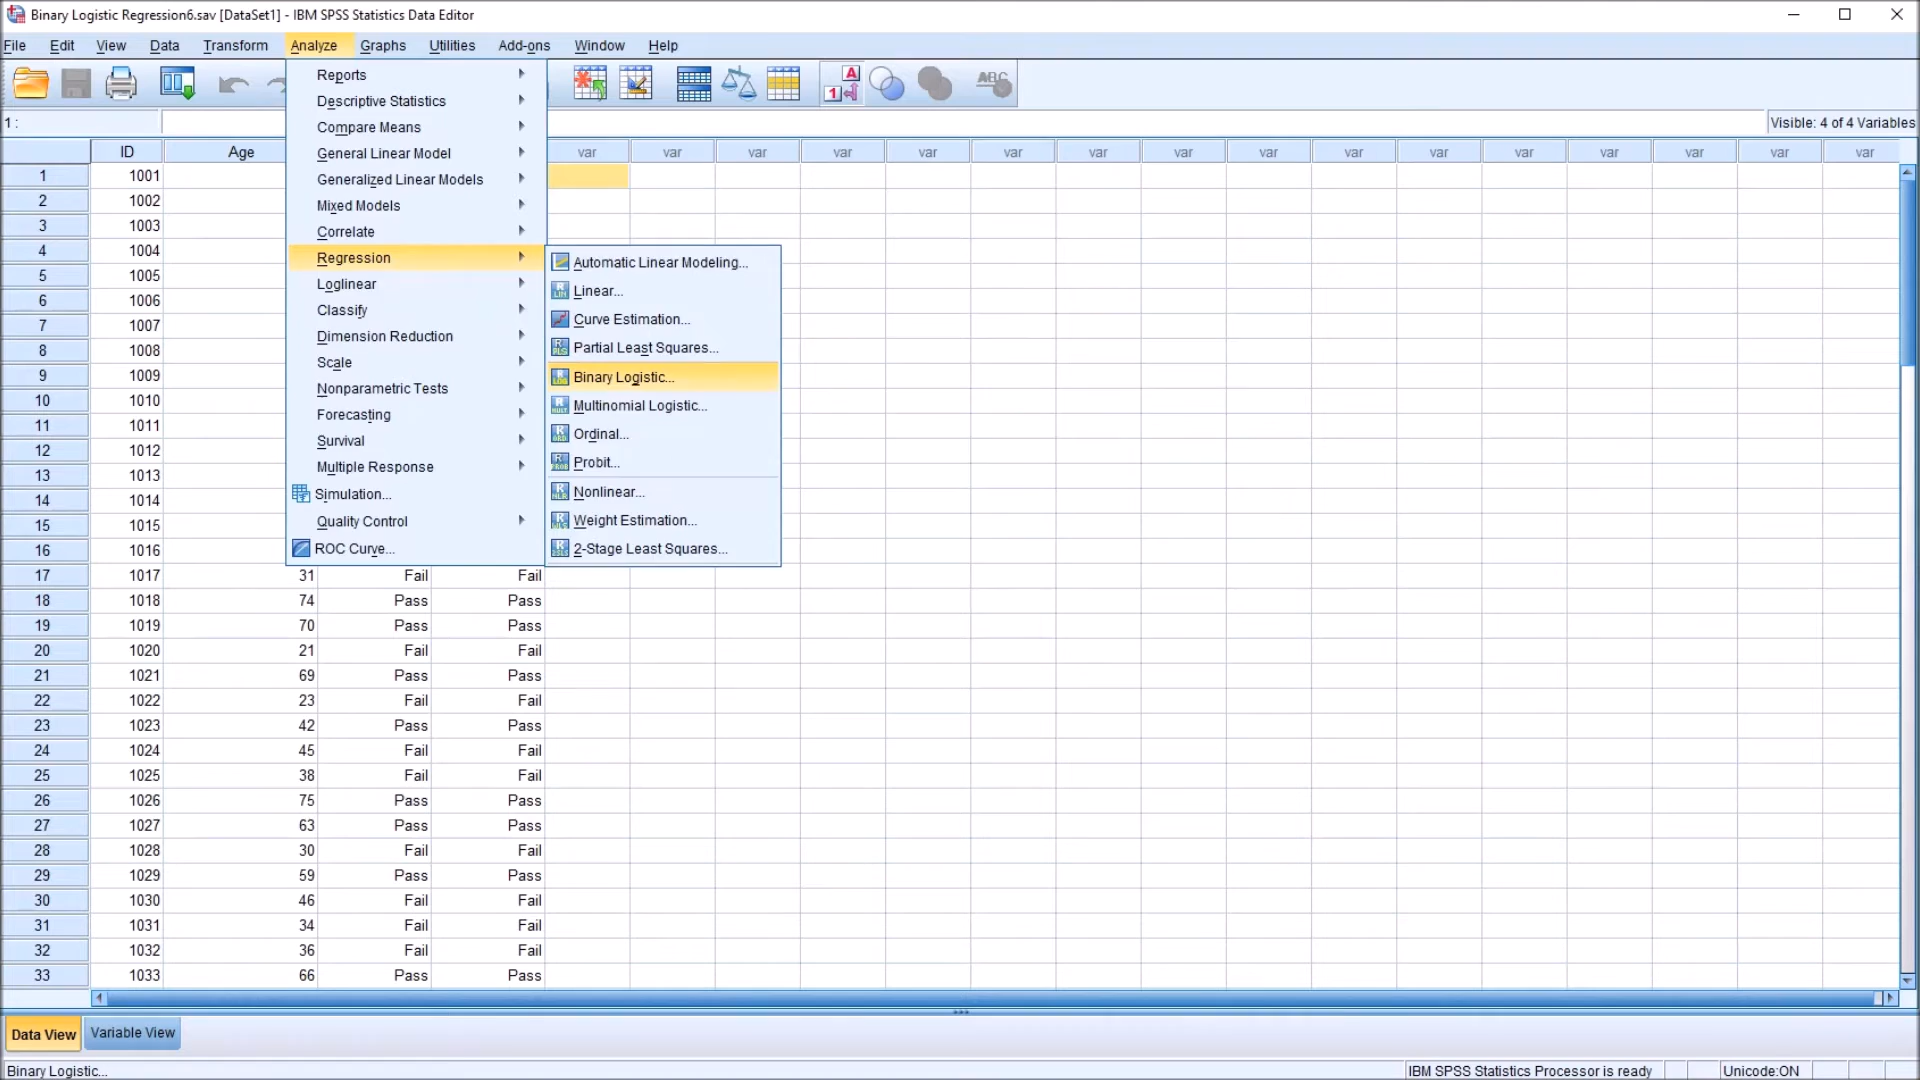 Binary Logistic Regression6.sav [DataSet1] - IBM SPSS Statistics Data Editor
File Edit View Data Transform Analyze Graphs Utilities Add-ons Window Help
A
1
ABC
1 :
Visible: 4 of 4 Variables
ID Age var var var var var var var var var var var var var var var var
Reports
Descriptive Statistics
Compare Means
General Linear Model
Generalized Linear Models
Mixed Models
Correlate
Regression
Loglinear
Classify
Dimension Reduction
Scale
Nonparametric Tests
Forecasting
Survival
Multiple Response
Simulation...
Quality Control
ROC Curve...
Automatic Linear Modeling...
Linear...
Curve Estimation...
Partial Least Squares...
Binary Logistic...
Multinomial Logistic...
Ordinal...
Probit...
Nonlinear...
Weight Estimation...
2-Stage Least Squares...
1 1001
2 1002
3 1003
4 1004
5 1005
6 1006
7 1007
8 1008
9 1009
10 1010
11 1011
12 1012
13 1013
14 1014
15 1015
16 1016
17 1017 31 Fail Fail
18 1018 74 Pass Pass
19 1019 70 Pass Pass
20 1020 21 Fail Fail
21 1021 69 Pass Pass
22 1022 23 Fail Fail
23 1023 42 Pass Pass
24 1024 45 Fail Fail
25 1025 38 Fail Fail
26 1026 75 Pass Pass
27 1027 63 Pass Pass
28 1028 30 Fail Fail
29 1029 59 Pass Pass
30 1030 46 Fail Fail
31 1031 34 Fail Fail
32 1032 36 Fail Fail
33 1033 66 Pass Pass
Data View Variable View
Binary Logistic... IBM SPSS Statistics Processor is ready Unicode:ON